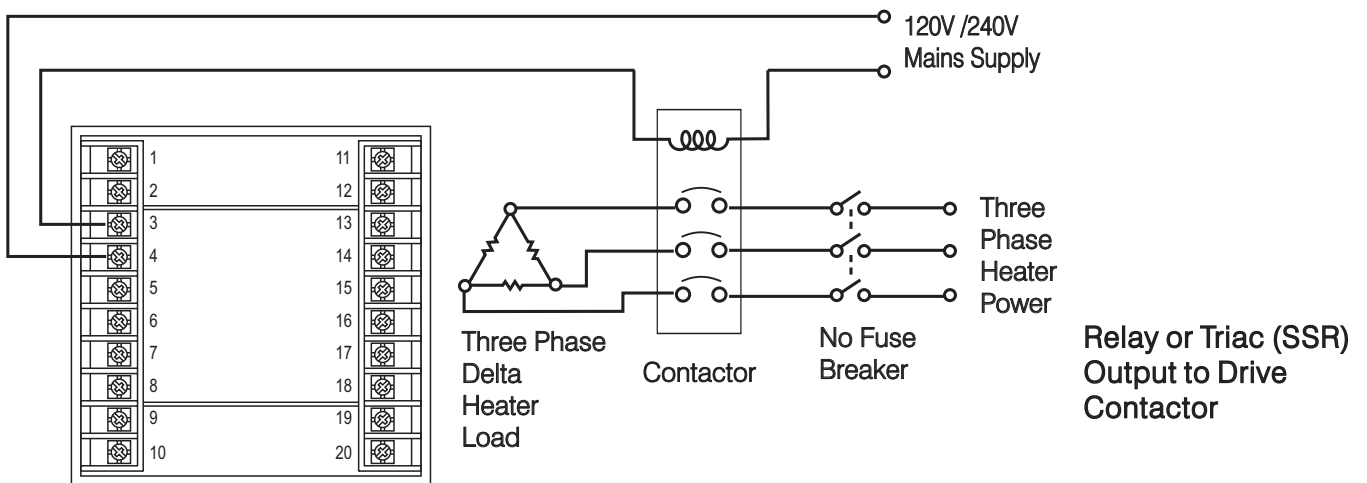 120V /240V
Mains Supply
1
2
3
4
5
6
7
8
9
10
11
12
13
14
15
16
17
18
19
20
Three Phase
Delta
Heater
Load
Contactor
No Fuse
Breaker
Three
Phase
Heater
Power
Relay or Triac (SSR)
Output to Drive
Contactor